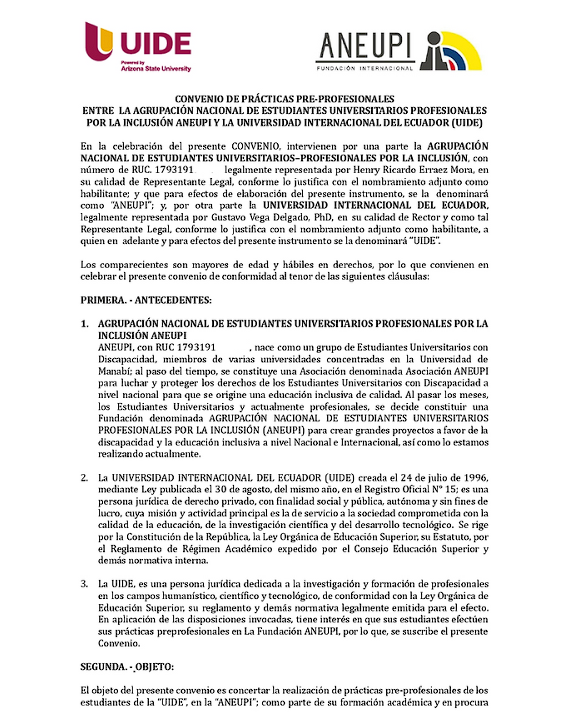 UIDE
Powered by
Arizona State University
ANEUPI
FUNDACIÓN INTERNACIONAL
CONVENIO DE PRÁCTICAS PRE-PROFESIONALES
ENTRE LA AGRUPACIÓN NACIONAL DE ESTUDIANTES UNIVERSITARIOS PROFESIONALES
POR LA INCLUSIÓN ANEUPI Y LA UNIVERSIDAD INTERNACIONAL DEL ECUADOR (UIDE)
En la celebración del presente CONVENIO, intervienen por una parte la AGRUPACIÓN
NACIONAL DE ESTUDIANTES UNIVERSITARIOS–PROFESIONALES POR LA INCLUSIÓN, con
número de RUC. 1793191 legalmente representada por Henry Ricardo Erraez Mora, en
su calidad de Representante Legal, conforme lo justifica con el nombramiento adjunto como
habilitante; y que para efectos de elaboración del presente instrumento, se la denominará
como "ANEUPI"; y, por otra parte la UNIVERSIDAD INTERNACIONAL DEL ECUADOR,
legalmente representada por Gustavo Vega Delgado, PhD, en su calidad de Rector y como tal
Representante Legal, conforme lo justifica con el nombramiento adjunto como habilitante, a
quien en adelante y para efectos del presente instrumento se la denominará "UIDE".
Los comparecientes son mayores de edad y hábiles en derechos, por lo que convienen en
celebrar el presente convenio de conformidad al tenor de las siguientes cláusulas:
PRIMERA. - ANTECEDENTES:
1. AGRUPACIÓN NACIONAL DE ESTUDIANTES UNIVERSITARIOS PROFESIONALES POR LA
INCLUSIÓN ANEUPI
ANEUPI, con RUC 1793191 , nace como un grupo de Estudiantes Universitarios con
Discapacidad, miembros de varias universidades concentradas en la Universidad de
Manabí; al paso del tiempo, se constituye una Asociación denominada Asociación ANEUPI
para luchar y proteger los derechos de los Estudiantes Universitarios con Discapacidad a
nivel nacional para que se origine una educación inclusiva de calidad. Al pasar los meses,
los Estudiantes Universitarios y actualmente profesionales, se decide constituir una
Fundación denominada AGRUPACIÓN NACIONAL DE ESTUDIANTES UNIVERSITARIOS
PROFESIONALES POR LA INCLUSIÓN (ANEUPI) para crear grandes proyectos a favor de la
discapacidad y la educación inclusiva a nivel Nacional e Internacional, así como lo estamos
realizando actualmente.
2. La UNIVERSIDAD INTERNACIONAL DEL ECUADOR (UIDE) creada el 24 de julio de 1996,
mediante Ley publicada el 30 de agosto, del mismo año, en el Registro Oficial N° 15; es una
persona jurídica de derecho privado, con finalidad social y pública, autónoma y sin fines de
lucro, cuya misión y actividad principal es la de servicio a la sociedad comprometida con la
calidad de la educación, de la investigación científica y del desarrollo tecnológico. Se rige
por la Constitución de la República, la Ley Orgánica de Educación Superior, su Estatuto, por
el Reglamento de Régimen Académico expedido por el Consejo Educación Superior y
demás normativa interna.
3. La UIDE, es una persona jurídica dedicada a la investigación y formación de profesionales
en los campos humanístico, científico y tecnológico, de conformidad con la Ley Orgánica de
Educación Superior, su reglamento y demás normativa legalmente emitida para el efecto.
En aplicación de las disposiciones invocadas, tiene interés en que sus estudiantes efectúen
sus prácticas preprofesionales en La Fundación ANEUPI, por lo que, se suscribe el presente
Convenio.
SEGUNDA. - OBJETO:
El objeto del presente convenio es concertar la realización de prácticas pre-profesionales de los
estudiantes de la "UIDE", en la "ANEUPI"; como parte de su formación académica y en procura